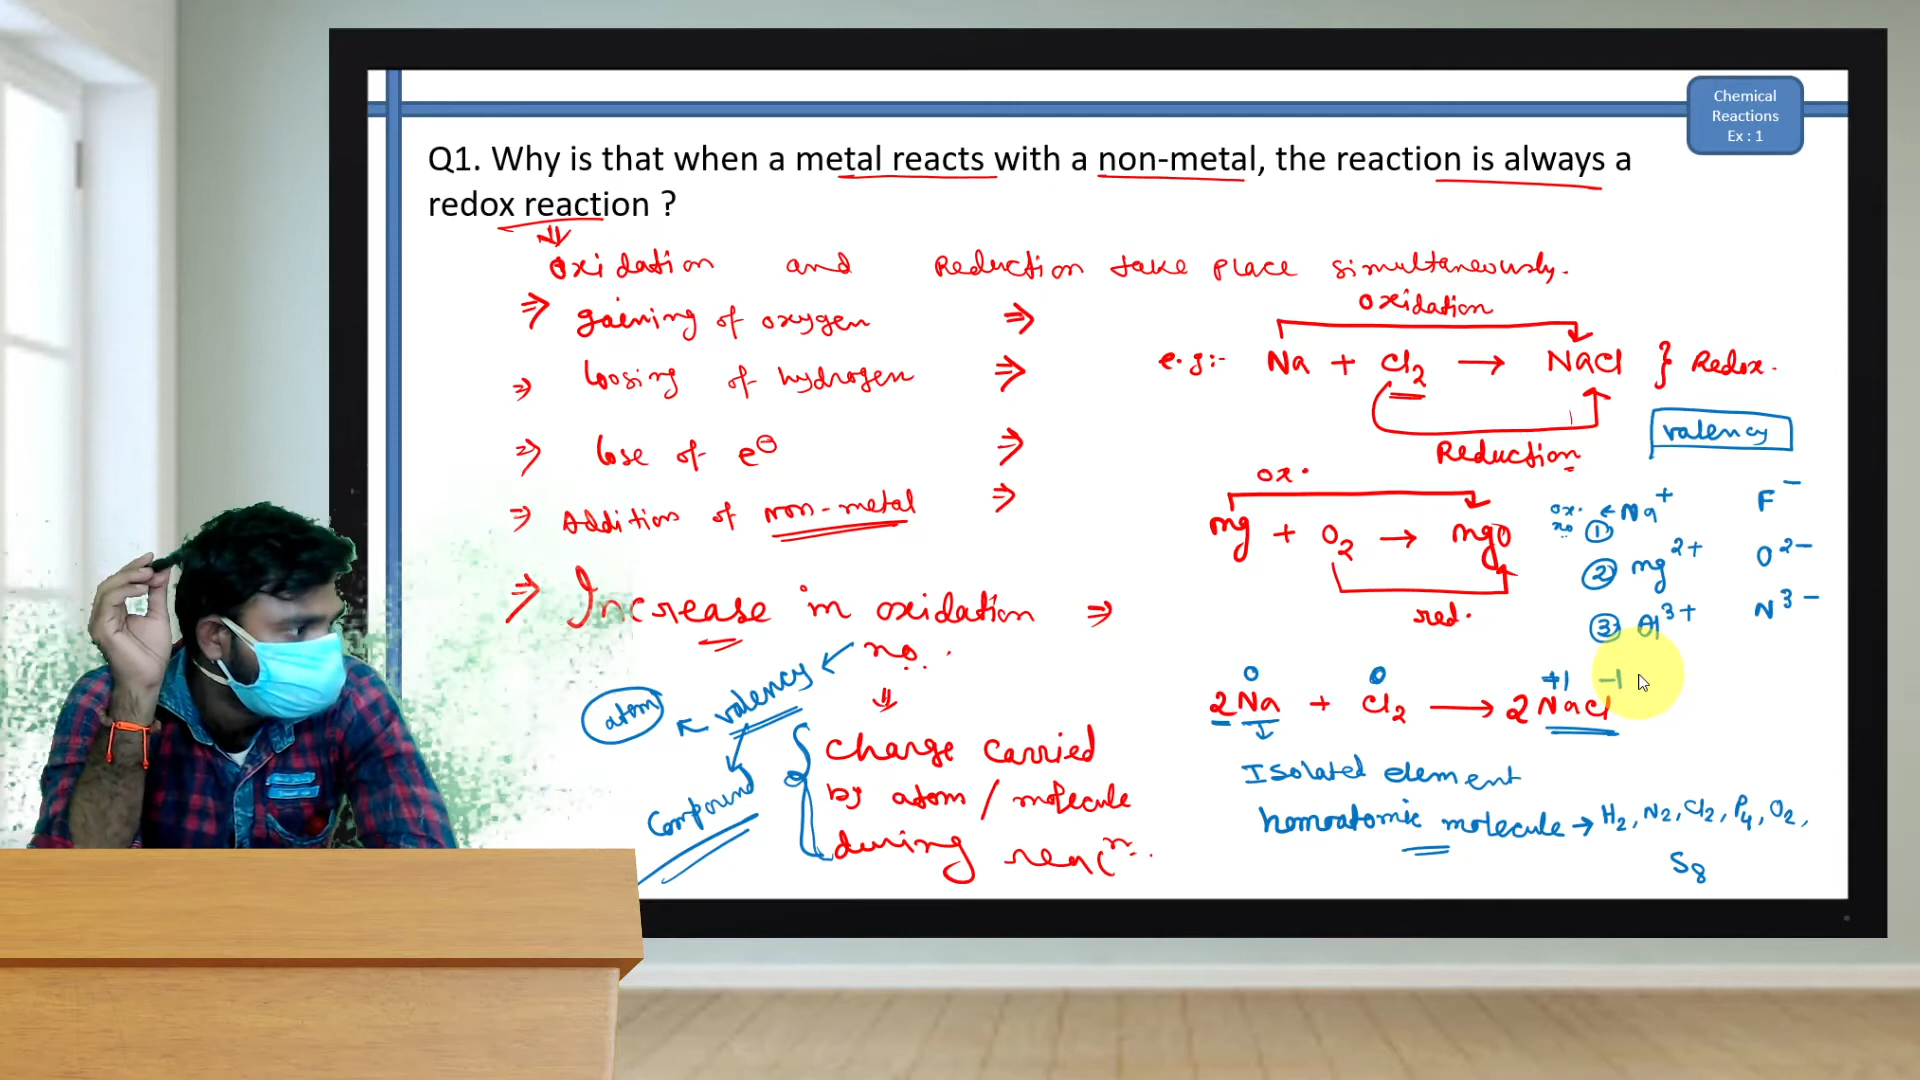 Chemical
Reactions
Ex : 1
Q1. Why is that when a metal reacts with a non-metal, the reaction is always a
redox reaction ?
⇓
Oxidation and Reduction take place simultaneously.
⇒ gaining of oxygen ⇒
⇒ loosing of hydrogen ⇒
⇒ lose of e⊖ ⇒
⇒ Addition of non-metal ⇒
⇒ Increase in oxidation ⇒
no.
⇓
valency
atom
Compound
Charge carried
by atom / molecule
during reacⁿ.
Oxidation
e.g:- Na + Cl₂ → NaCl } Redox.
Reduction
valency
ox.
mg + O₂ → mgO
red.
ox. no ← Na⁺ F⁻
①
② mg²⁺ O²⁻
③ Al³⁺ N³⁻
0 0 +1 -1
2Na + Cl₂ → 2NaCl
Isolated element
homoatomic molecule → H₂, N₂, Cl₂, P₄, O₂,
S₈